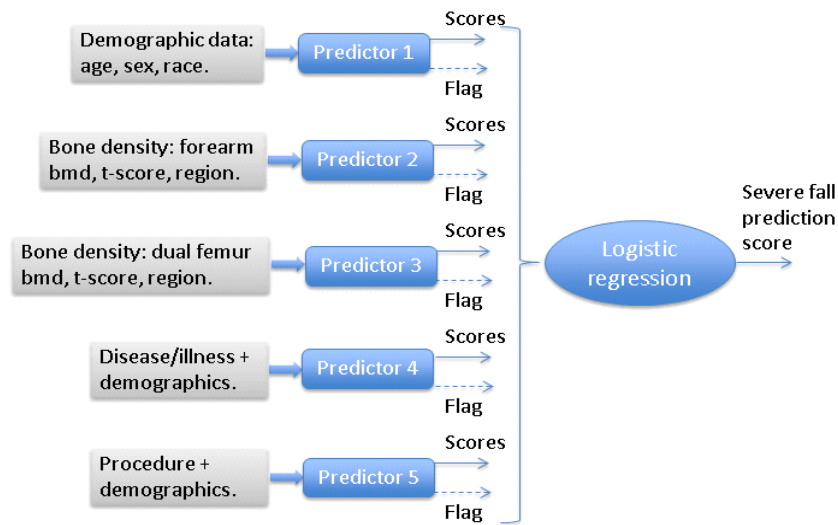 Scores
Demographic data:
age, sex, race.
Predictor 1
Flag
Scores
Bone density: forearm
bmd, t-score, region.
Predictor 2
Flag
Scores
Bone density: dual femur
bmd, t-score, region.
Predictor 3
Flag
Scores
Disease/illness +
demographics.
Predictor 4
Flag
Scores
Procedure +
demographics.
Predictor 5
Flag
Logistic
regression
Severe fall
prediction
score